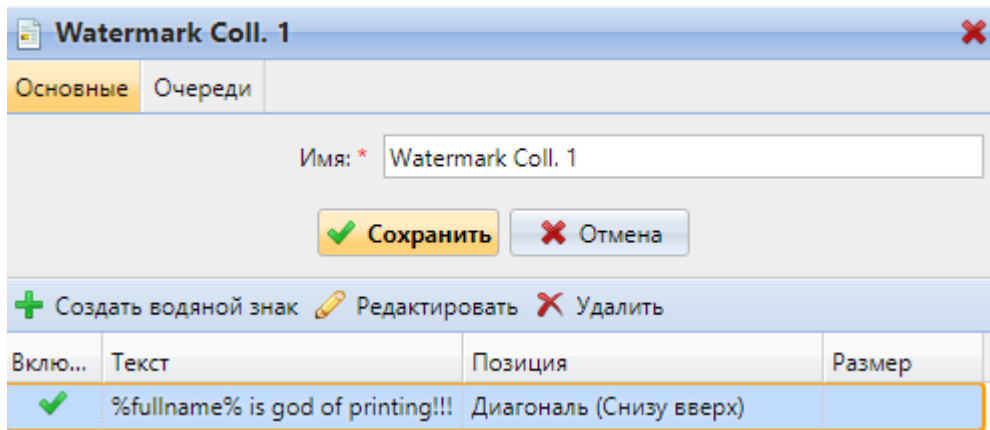 Watermark Coll. 1
Основные Очереди
Имя: * Watermark Coll. 1
Сохранить Отмена
Создать водяной знак Редактировать Удалить
Вклю... Текст Позиция Размер
%fullname% is god of printing!!! Диагональ (Снизу вверх)